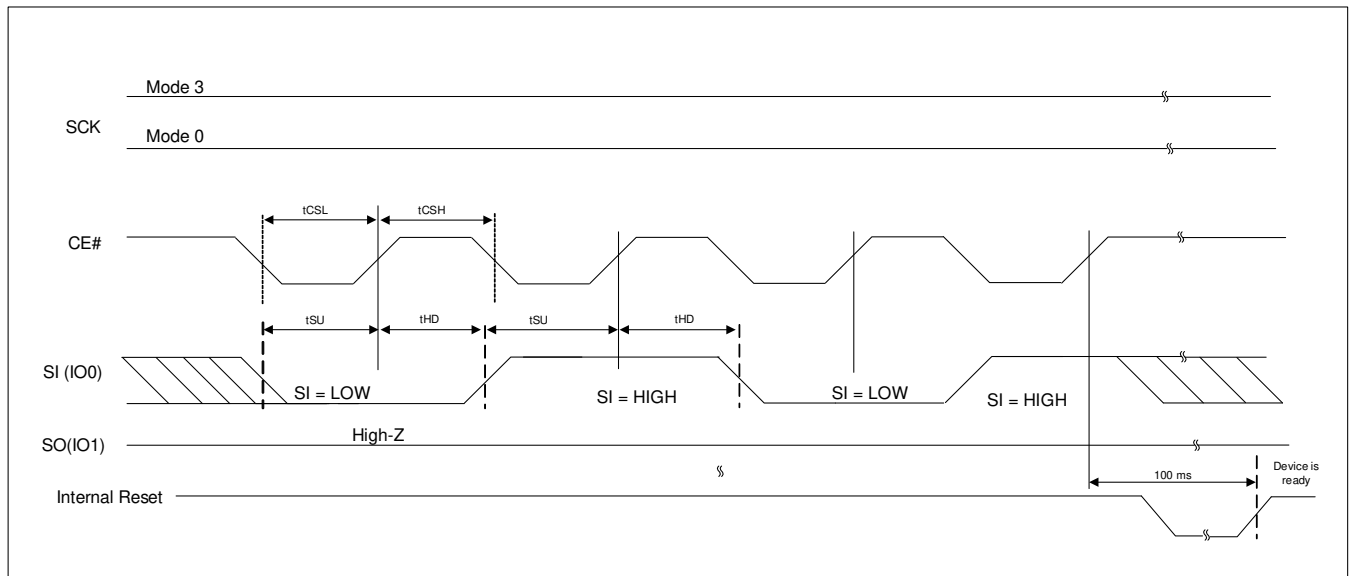 Mode 3
SCK
Mode 0
tCSL tCSH
CE#
tSU tHD tSU tHD
SI (IO0)
SI = LOW SI = HIGH SI = LOW SI = HIGH
High-Z
SO(IO1)
Device is
ready
100 ms
Internal Reset